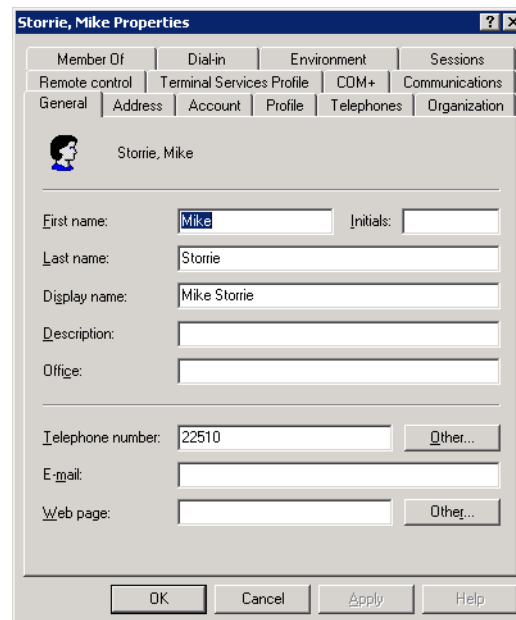 Storrie, Mike Properties
Member Of Dial-in Environment Sessions
Remote control Terminal Services Profile COM+ Communications
General Address Account Profile Telephones Organization
Storrie, Mike
First name: Mike Initials:
Last name: Storrie
Display name: Mike Storrie
Description:
Office:
Telephone number: 22510 Other...
E-mail:
Web page: Other...
OK Cancel Apply Help